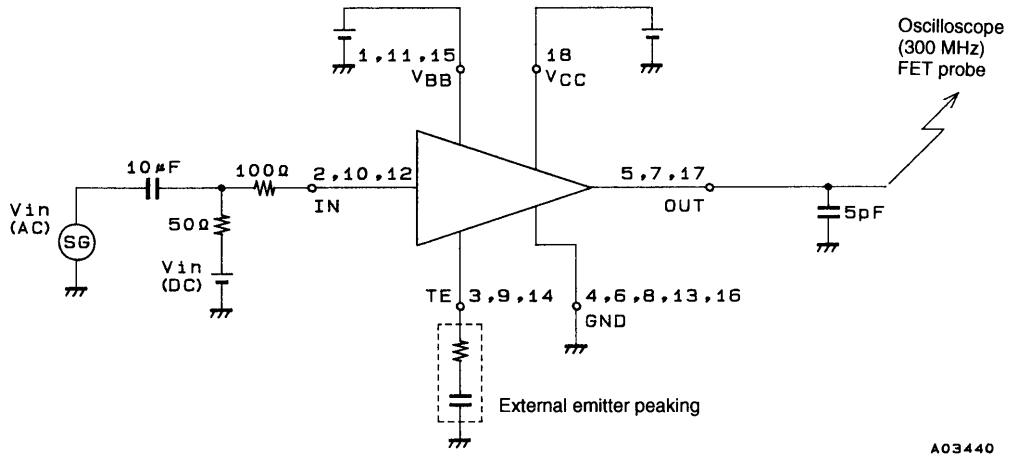 Oscilloscope
(300 MHz)
FET probe
1,11,15
VBB
18
VCC
10μF
100Ω
2,10,12
IN
5,7,17
OUT
Vin
(AC)
SG
50Ω
Vin
(DC)
5pF
TE
3,9,14
4,6,8,13,16
GND
External emitter peaking
A03440